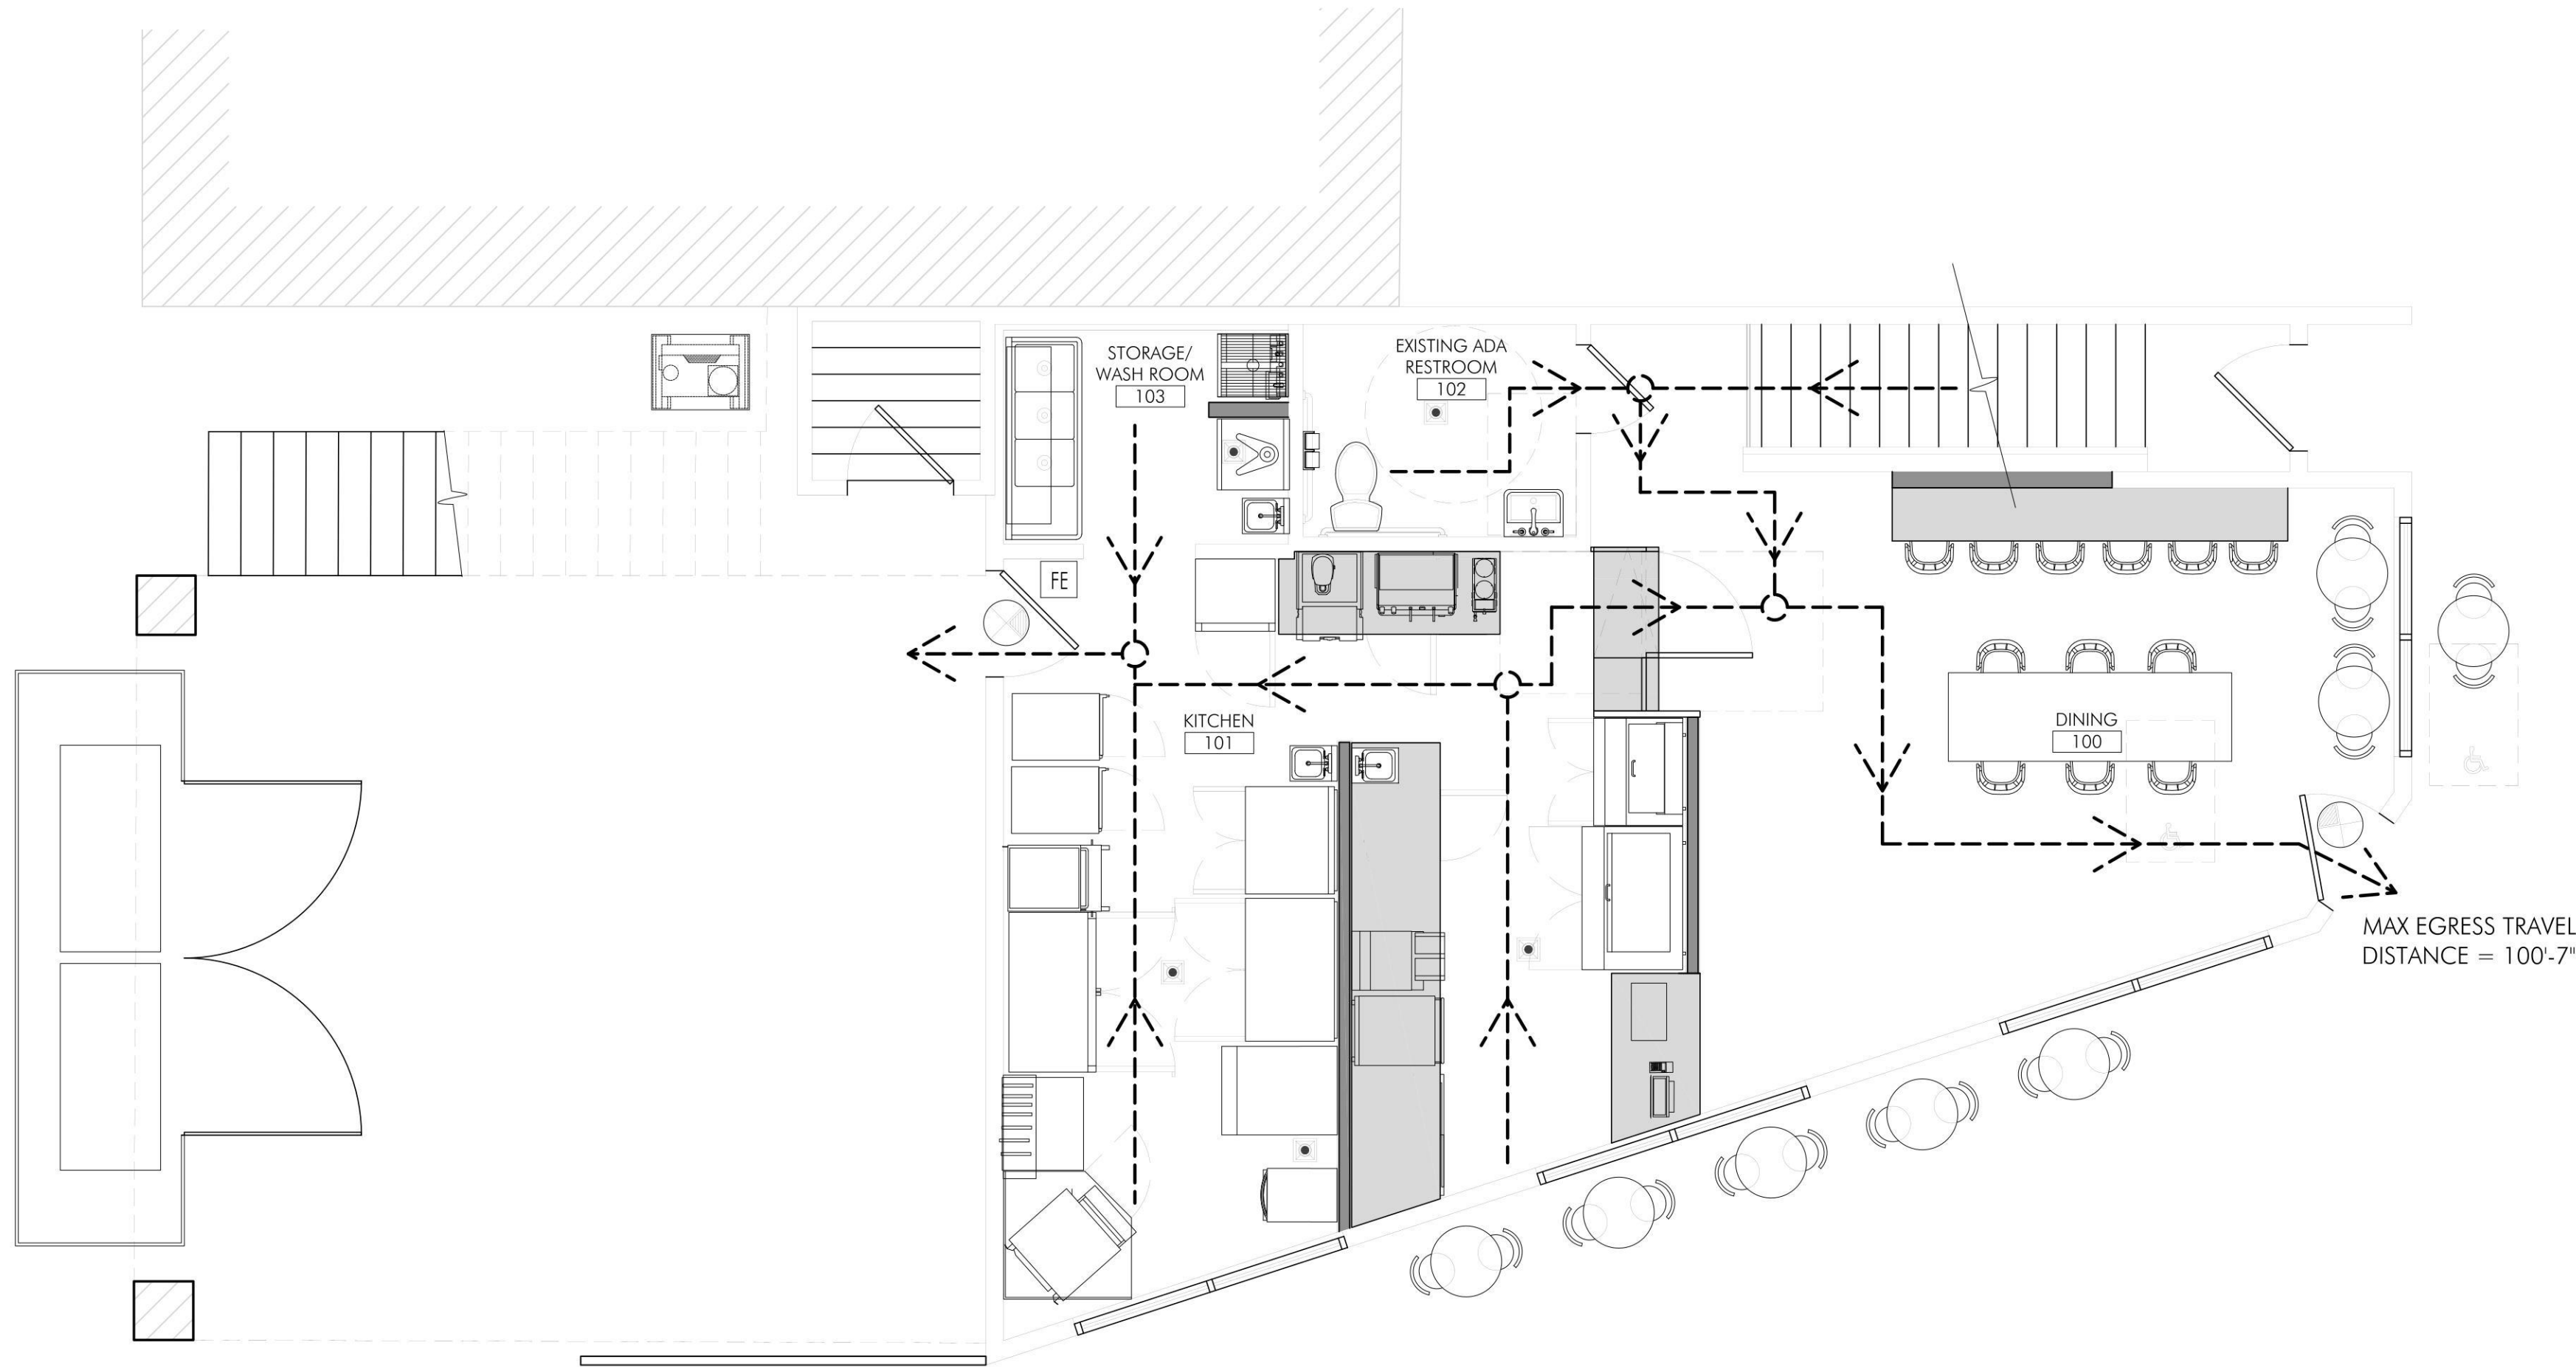 STORAGE/
WASH ROOM
103
EXISTING ADA
RESTROOM
102
FE
KITCHEN
101
DINING
100
MAX EGRESS TRAVEL
DISTANCE = 100'-7"